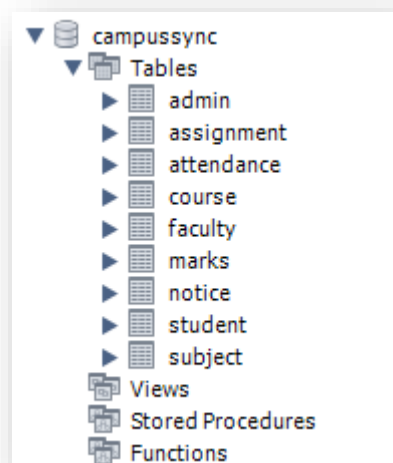 campussync
Tables
admin
assignment
attendance
course
faculty
marks
notice
student
subject
Views
Stored Procedures
Functions